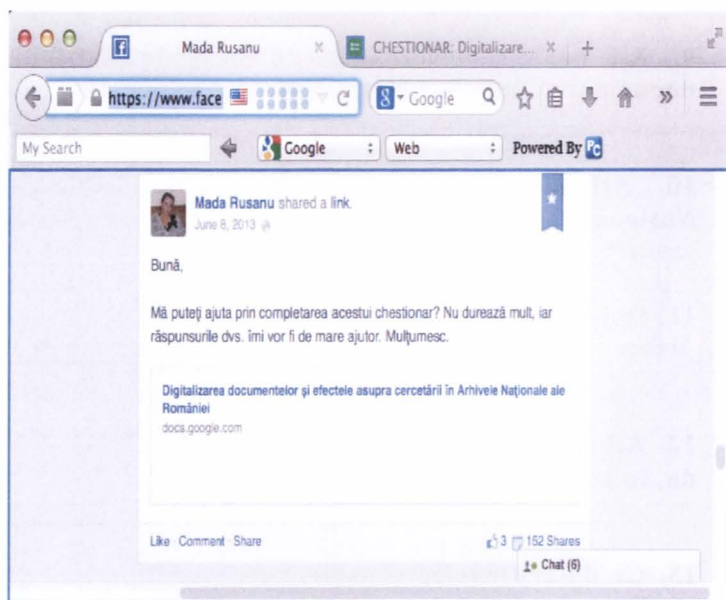 Mada Rusanu
CHESTIONAR: Digitalizare...
https://www.face
Google
My Search
Google
Web
Powered By PC
Mada Rusanu shared a link.
June 8, 2013
Bună,
Mă puteți ajuta prin completarea acestui chestionar? Nu durează mult, iar
răspunsurile dvs. îmi vor fi de mare ajutor. Mulțumesc.
Digitalizarea documentelor și efectele asupra cercetării în Arhivele Naționale ale
României
docs.google.com
Like · Comment · Share
3 152 Shares
Chat (6)